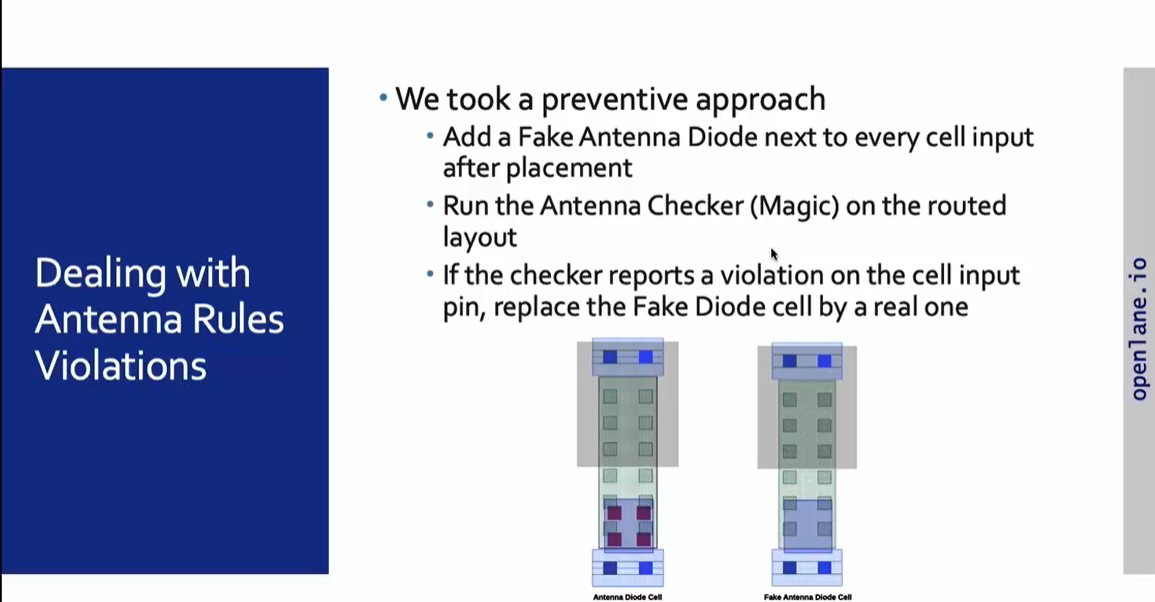 Dealing with
Antenna Rules
Violations
• We took a preventive approach
• Add a Fake Antenna Diode next to every cell input
after placement
• Run the Antenna Checker (Magic) on the routed
layout
• If the checker reports a violation on the cell input
pin, replace the Fake Diode cell by a real one
Antenna Diode Cell
Fake Antenna Diode Cell
openlane.io